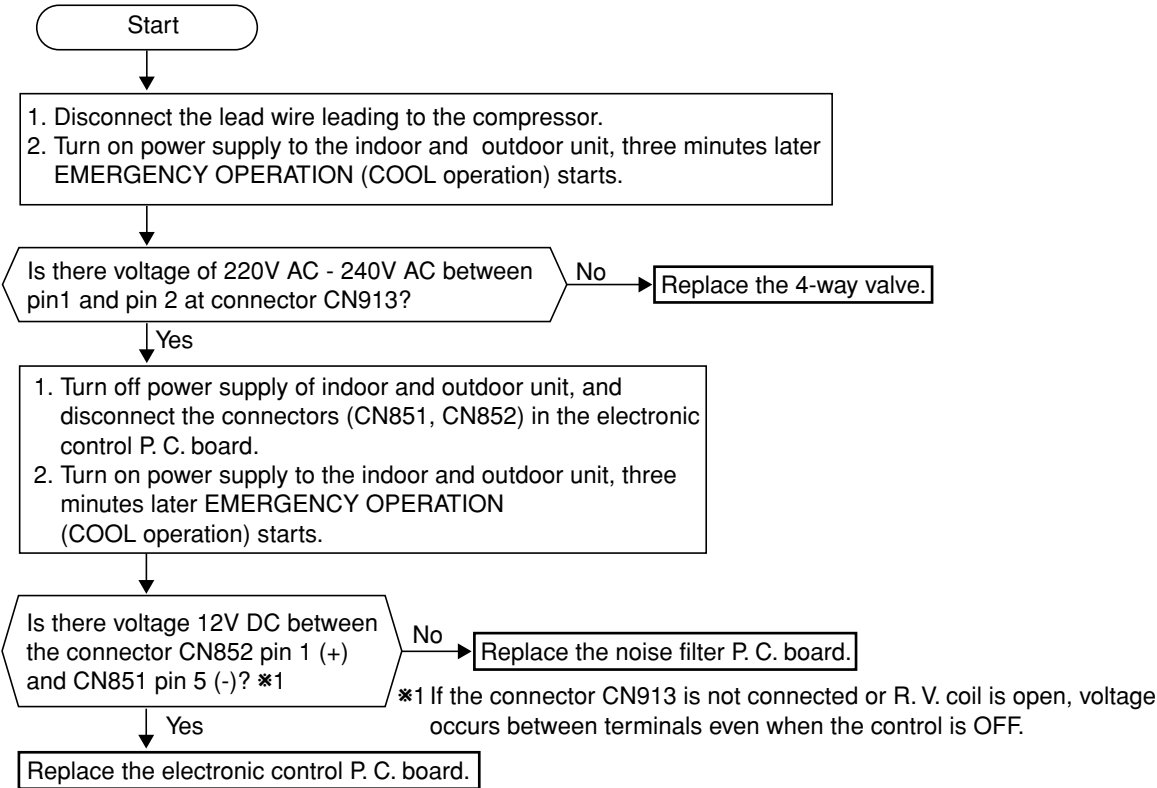 Start
1. Disconnect the lead wire leading to the compressor.
2. Turn on power supply to the indoor and outdoor unit, three minutes later
EMERGENCY OPERATION (COOL operation) starts.
Is there voltage of 220V AC - 240V AC between
pin1 and pin 2 at connector CN913?
No
Replace the 4-way valve.
Yes
1. Turn off power supply of indoor and outdoor unit, and
disconnect the connectors (CN851, CN852) in the electronic
control P. C. board.
2. Turn on power supply to the indoor and outdoor unit, three
minutes later EMERGENCY OPERATION
(COOL operation) starts.
Is there voltage 12V DC between
the connector CN852 pin 1 (+)
and CN851 pin 5 (-)? ※1
No
Replace the noise filter P. C. board.
※1 If the connector CN913 is not connected or R. V. coil is open, voltage
occurs between terminals even when the control is OFF.
Yes
Replace the electronic control P. C. board.